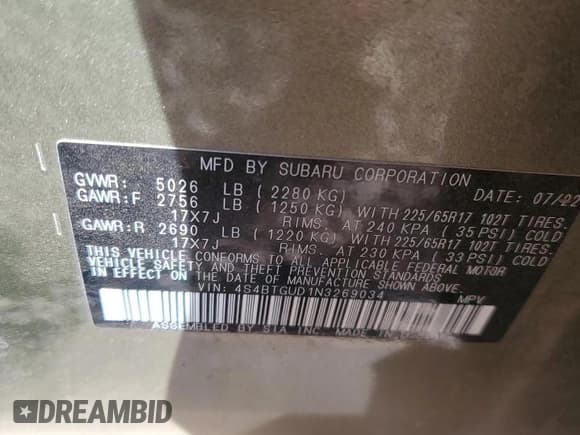 MFD BY SUBARU CORPORATION
GVWR: 5026 LB (2280 KG) DATE: 07/22
GAWR:F 2756 LB (1250 KG) WITH 225/65R17 102T TIRES,
17X7J RIMS, AT 240 KPA (35 PSI) COLD
GAWR:R 2690 LB (1220 KG) WITH 225/65R17 102T TIRES,
17X7J RIMS, AT 230 KPA (33 PSI) COLD
THIS VEHICLE CONFORMS TO ALL APPLICABLE FEDERAL MOTOR
VEHICLE SAFETY AND THEFT PREVENTION STANDARDS
IN EFFECT ON THE DATE OF MANUFACTURE SHOWN ABOVE.
VIN: 4S4BTGUD1N3269034 MPV
ASSEMBLED BY SIA INC. MADE IN
DREAMBID